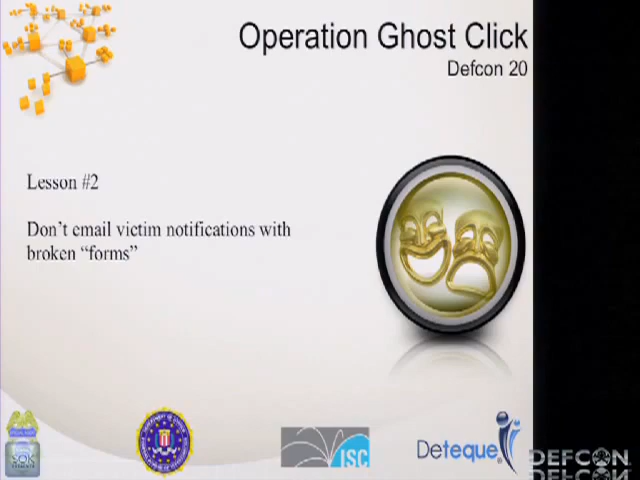 Operation Ghost Click
Defcon 20
Lesson #2
Don't email victim notifications with
broken “forms”
ISC
Deteque
DEFCON